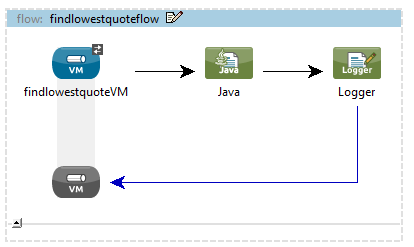 flow: findlowestquoteflow
VM
Java
Logger
findlowestquoteVM
Java
Logger
VM